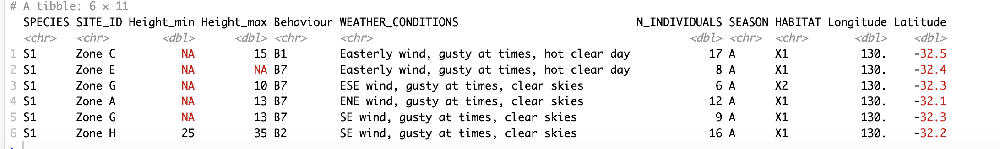 # A tibble: 6 × 11
SPECIES SITE_ID Height_min Height_max Behaviour WEATHER_CONDITIONS N_INDIVIDUALS SEASON HABITAT Longitude Latitude
<chr> <chr> <dbl> <dbl> <chr> <chr> <dbl> <chr> <chr> <dbl> <dbl>
1 S1 Zone C NA 15 B1 Easterly wind, gusty at times, hot clear day 17 A X1 130. -32.5
2 S1 Zone E NA NA B7 Easterly wind, gusty at times, hot clear day 8 A X1 130. -32.4
3 S1 Zone G NA 10 B7 ESE wind, gusty at times, clear skies 6 A X2 130. -32.3
4 S1 Zone A NA 13 B7 ENE wind, gusty at times, clear skies 12 A X1 130. -32.1
5 S1 Zone G NA 13 B7 SE wind, gusty at times, clear skies 9 A X1 130. -32.3
6 S1 Zone H 25 35 B2 SE wind, gusty at times, clear skies 16 A X1 130. -32.2
>